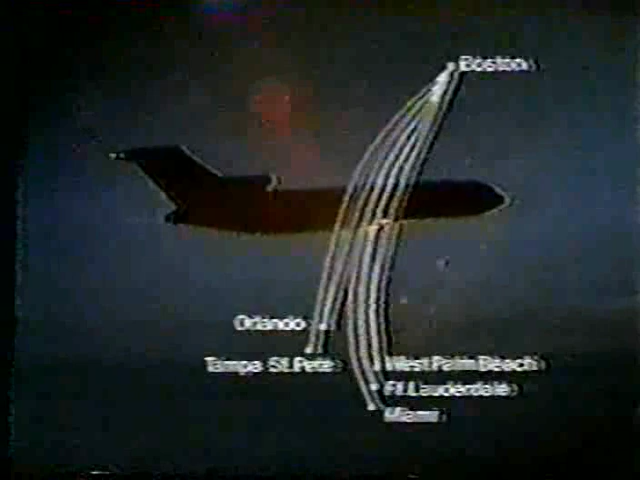 Boston
Orlando
Tampa St. Pete
West Palm Beach
Ft. Lauderdale
Miami